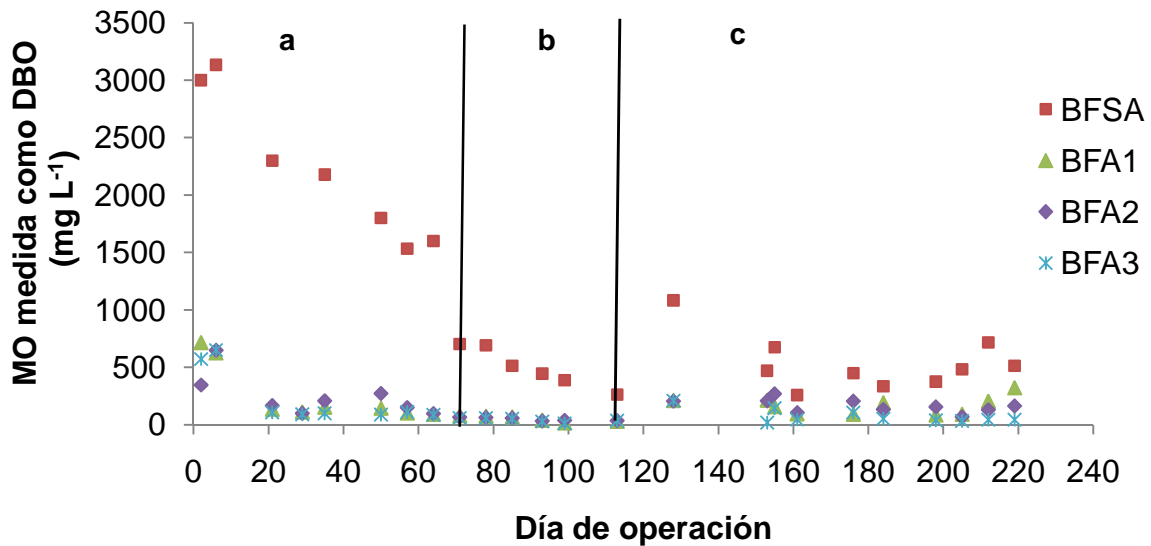 MO medida como DBO
(mg L-1)
3500
3000
2500
2000
1500
1000
500
0
a
b
c
BFSA
BFA1
BFA2
BFA3
0 20 40 60 80 100 120 140 160 180 200 220 240
Día de operación